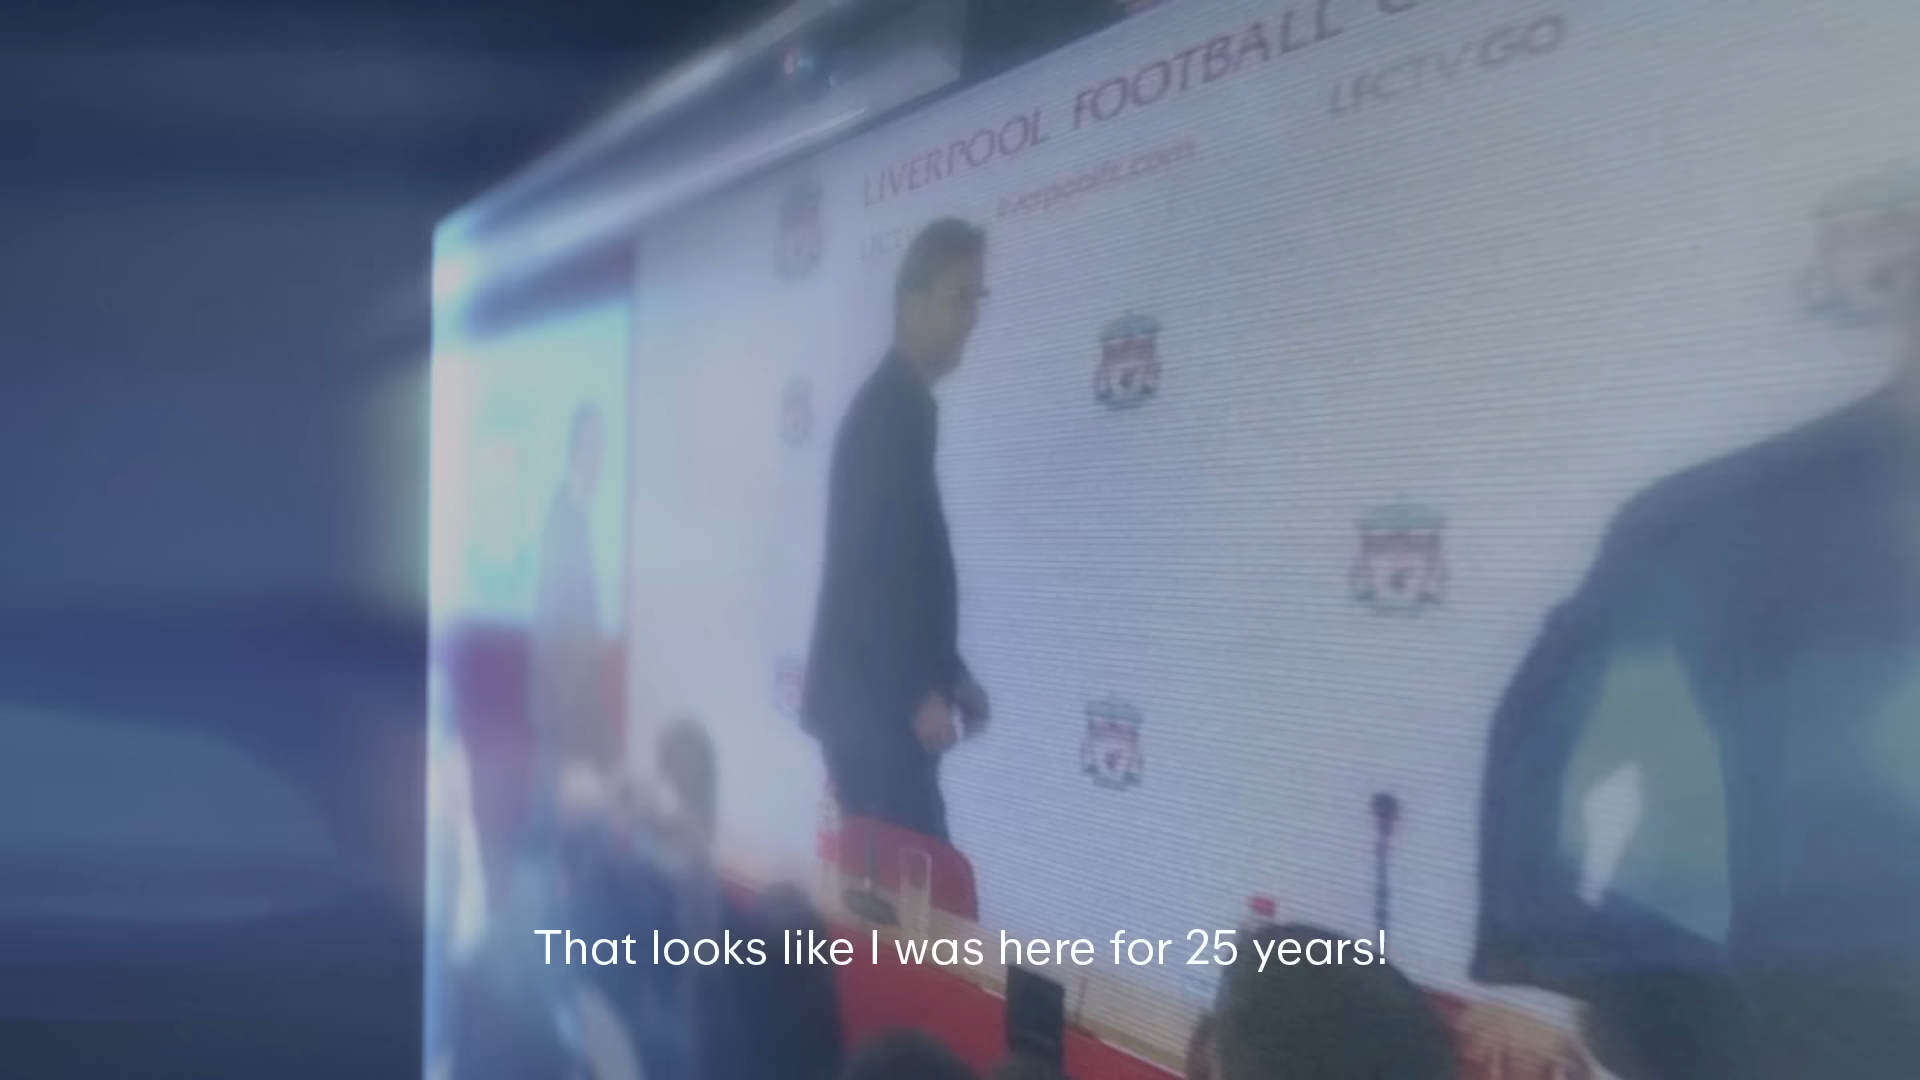 LIVERPOOL FOOTBALL
LFCTV GO
That looks like I was here for 25 years!